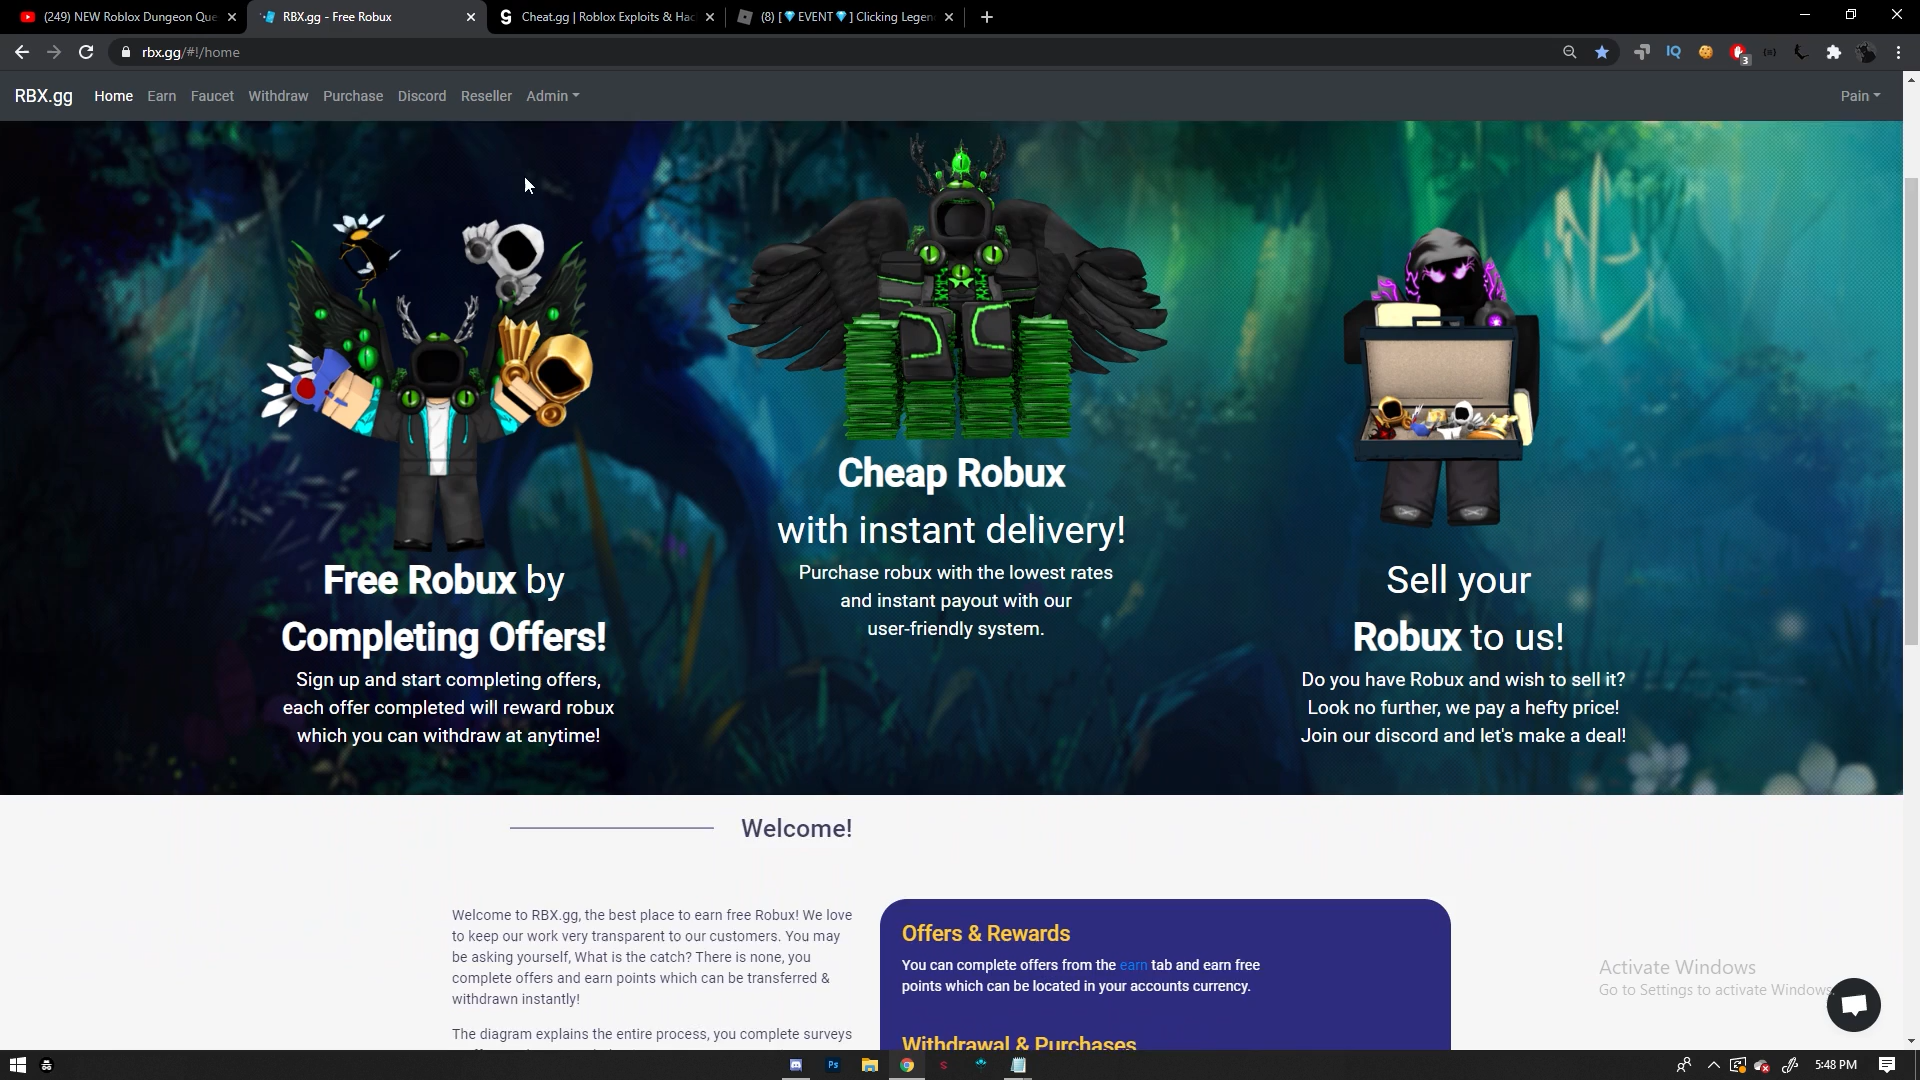 (249) NEW Roblox Dungeon Que
RBX.gg - Free Robux
Cheat.gg | Roblox Exploits & Hac
(8) [💎EVENT💎] Clicking Legen
rbx.gg/#!/home
IQ
3
RBX.gg
Home
Earn
Faucet
Withdraw
Purchase
Discord
Reseller
Admin
Pain
Free Robux by
Completing Offers!
Sign up and start completing offers,
each offer completed will reward robux
which you can withdraw at anytime!
Cheap Robux
with instant delivery!
Purchase robux with the lowest rates
and instant payout with our
user-friendly system.
Sell your
Robux to us!
Do you have Robux and wish to sell it?
Look no further, we pay a hefty price!
Join our discord and let's make a deal!
Welcome!
Welcome to RBX.gg, the best place to earn free Robux! We love
to keep our work very transparent to our customers. You may
be asking yourself, What is the catch? There is none, you
complete offers and earn points which can be transferred &
withdrawn instantly!
The diagram explains the entire process, you complete surveys
Offers & Rewards
You can complete offers from the earn tab and earn free
points which can be located in your accounts currency.
Withdrawal & Purchases
Activate Windows
Go to Settings to activate Windows.
Ps
5:48 PM